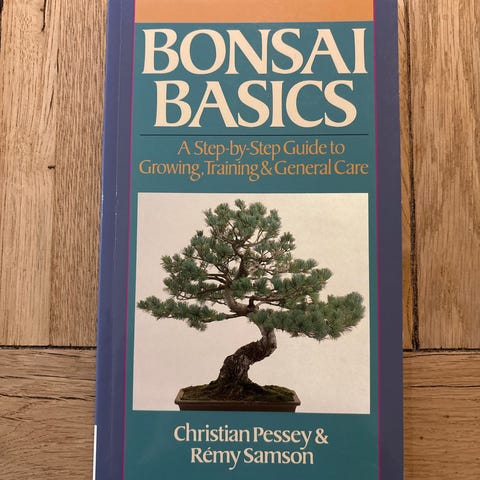 BONSAI
BASICS
A Step-by-Step Guide to
Growing, Training & General Care
Christian Pessey &
Rémy Samson